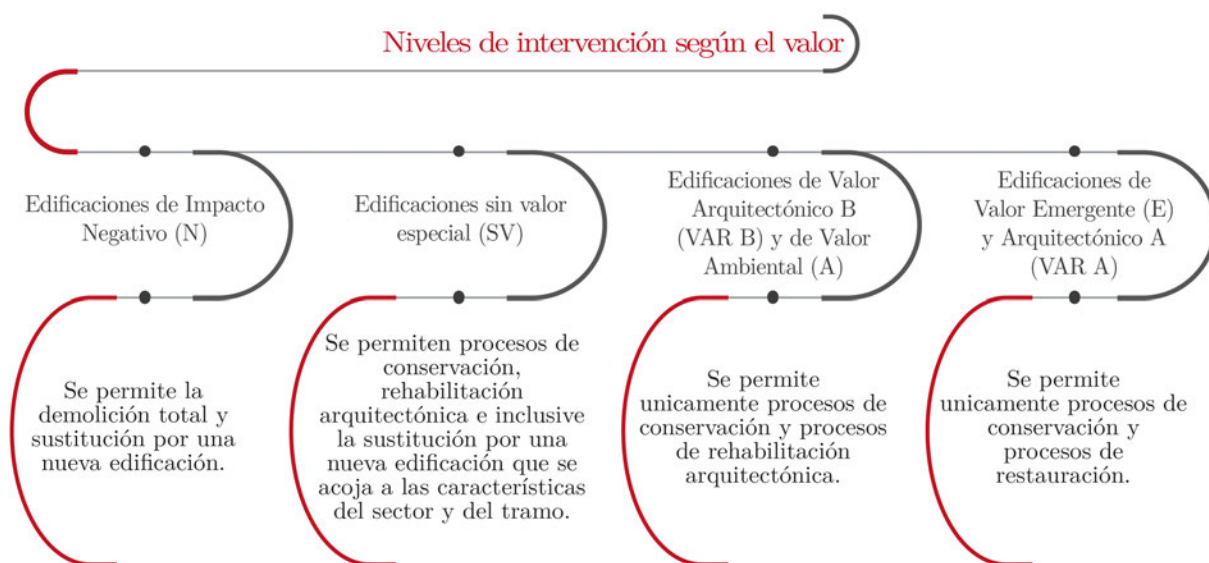 Niveles de intervención según el valor
Edificaciones de Impacto
Negativo (N)
Edificaciones sin valor
especial (SV)
Edificaciones de Valor
Arquitectónico B
(VAR B) y de Valor
Ambiental (A)
Edificaciones de
Valor Emergente (E)
y Arquitectónico A
(VAR A)
Se permite la
demolición total y
sustitución por una
nueva edificación.
Se permiten procesos de
conservación,
rehabilitación
arquitectónica e inclusive
la sustitución por una
nueva edificación que se
acoja a las características
del sector y del tramo.
Se permite
unicamente procesos de
conservación y procesos
de rehabilitación
arquitectónica.
Se permite
unicamente procesos de
conservación y
procesos de
restauración.